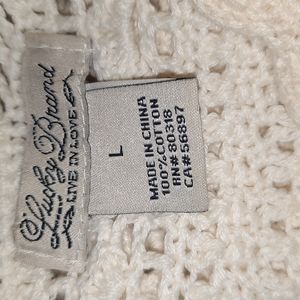 Lucky Brand
LIVE IN LOVE
L
MADE IN CHINA
100%COTTON
RN# 80318
CA#56897